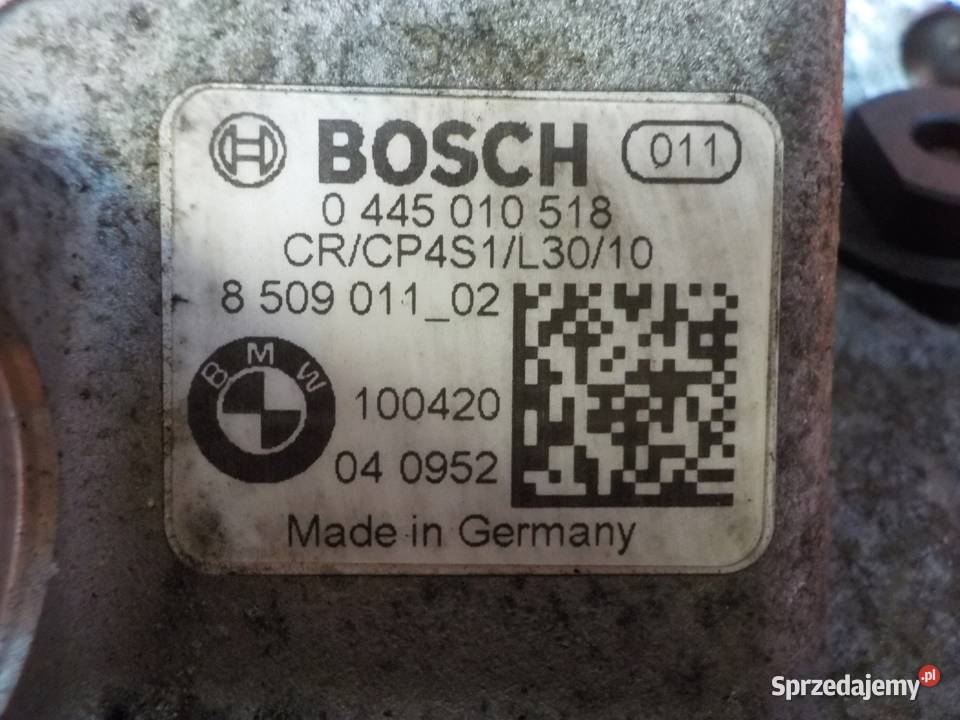 BOSCH 011
0 445 010 518
CR/CP4S1/L30/10
8 509 011_02
BMW
100420
04 0952
Made in Germany
Sprzedajemy.pl